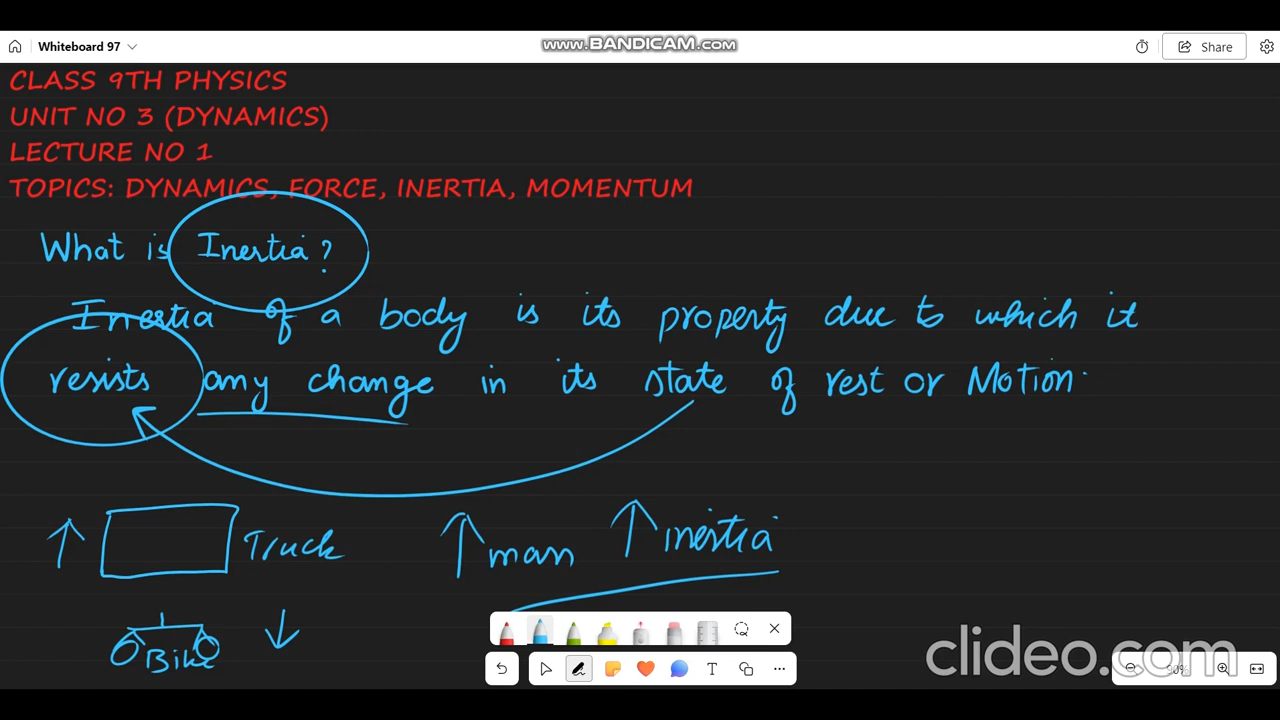 Whiteboard 97
www.BANDICAM.com
Share
CLASS 9TH PHYSICS
UNIT NO 3 (DYNAMICS)
LECTURE NO 1
TOPICS: DYNAMICS, FORCE, INERTIA, MOMENTUM
What is Inertia?
Inertia of a body is its property due to which it
resists any change in its state of rest or Motion.
↑ Truck ↑ mass ↑ inertia
Bike ↓
T
clideo.com
90%